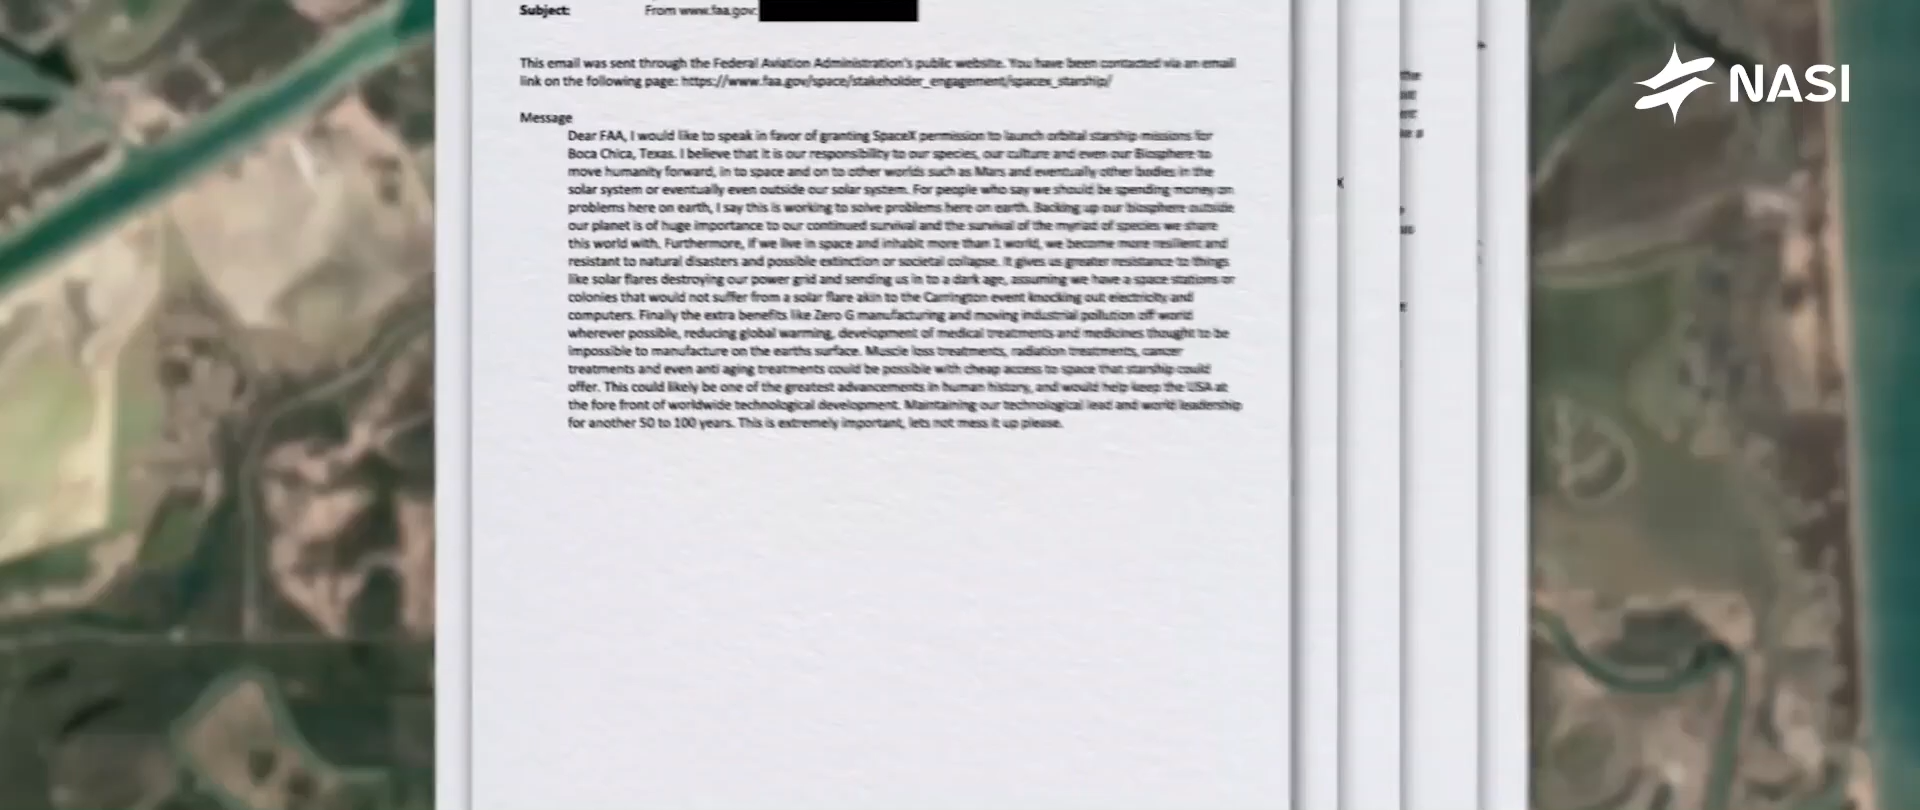 Subject: From www.faa.gov:
NASI
This email was sent through the Federal Aviation Administration's public website. You have been contacted via an email
link on the following page: https://www.faa.gov/space/stakeholder_engagement/spacex_starship/
Message
Dear FAA, I would like to speak in favor of granting SpaceX permission to launch orbital starship missions for
Boca Chica, Texas. I believe that it is our responsibility to our species, our culture and even our Biosphere to
move humanity forward, in to space and on to other worlds such as Mars and eventually other bodies in the
solar system or eventually even outside our solar system. For people who say we should be spending money on
problems here on earth, I say this is working to solve problems here on earth. Backing up our biosphere outside
our planet is of huge importance to our continued survival and the survival of the myriad of species we share
this world with. Furthermore, if we live in space and inhabit more than 1 world, we become more resilient and
resistant to natural disasters and possible extinction or societal collapse. It gives us greater resistance to things
like solar flares destroying our power grid and sending us in to a dark age, assuming we have a space stations or
colonies that would not suffer from a solar flare akin to the Carrington event knocking out electricity and
computers. Finally the extra benefits like Zero G manufacturing and moving industrial pollution off world
wherever possible, reducing global warming, development of medical treatments and medicines thought to be
impossible to manufacture on the earths surface. Muscle loss treatments, radiation treatments, cancer
treatments and even anti aging treatments could be possible with cheap access to space that starship could
offer. This could likely be one of the greatest advancements in human history, and would help keep the USA at
the fore front of worldwide technological development. Maintaining our technological lead and world leadership
for another 50 to 100 years. This is extremely important, lets not mess it up please.
the